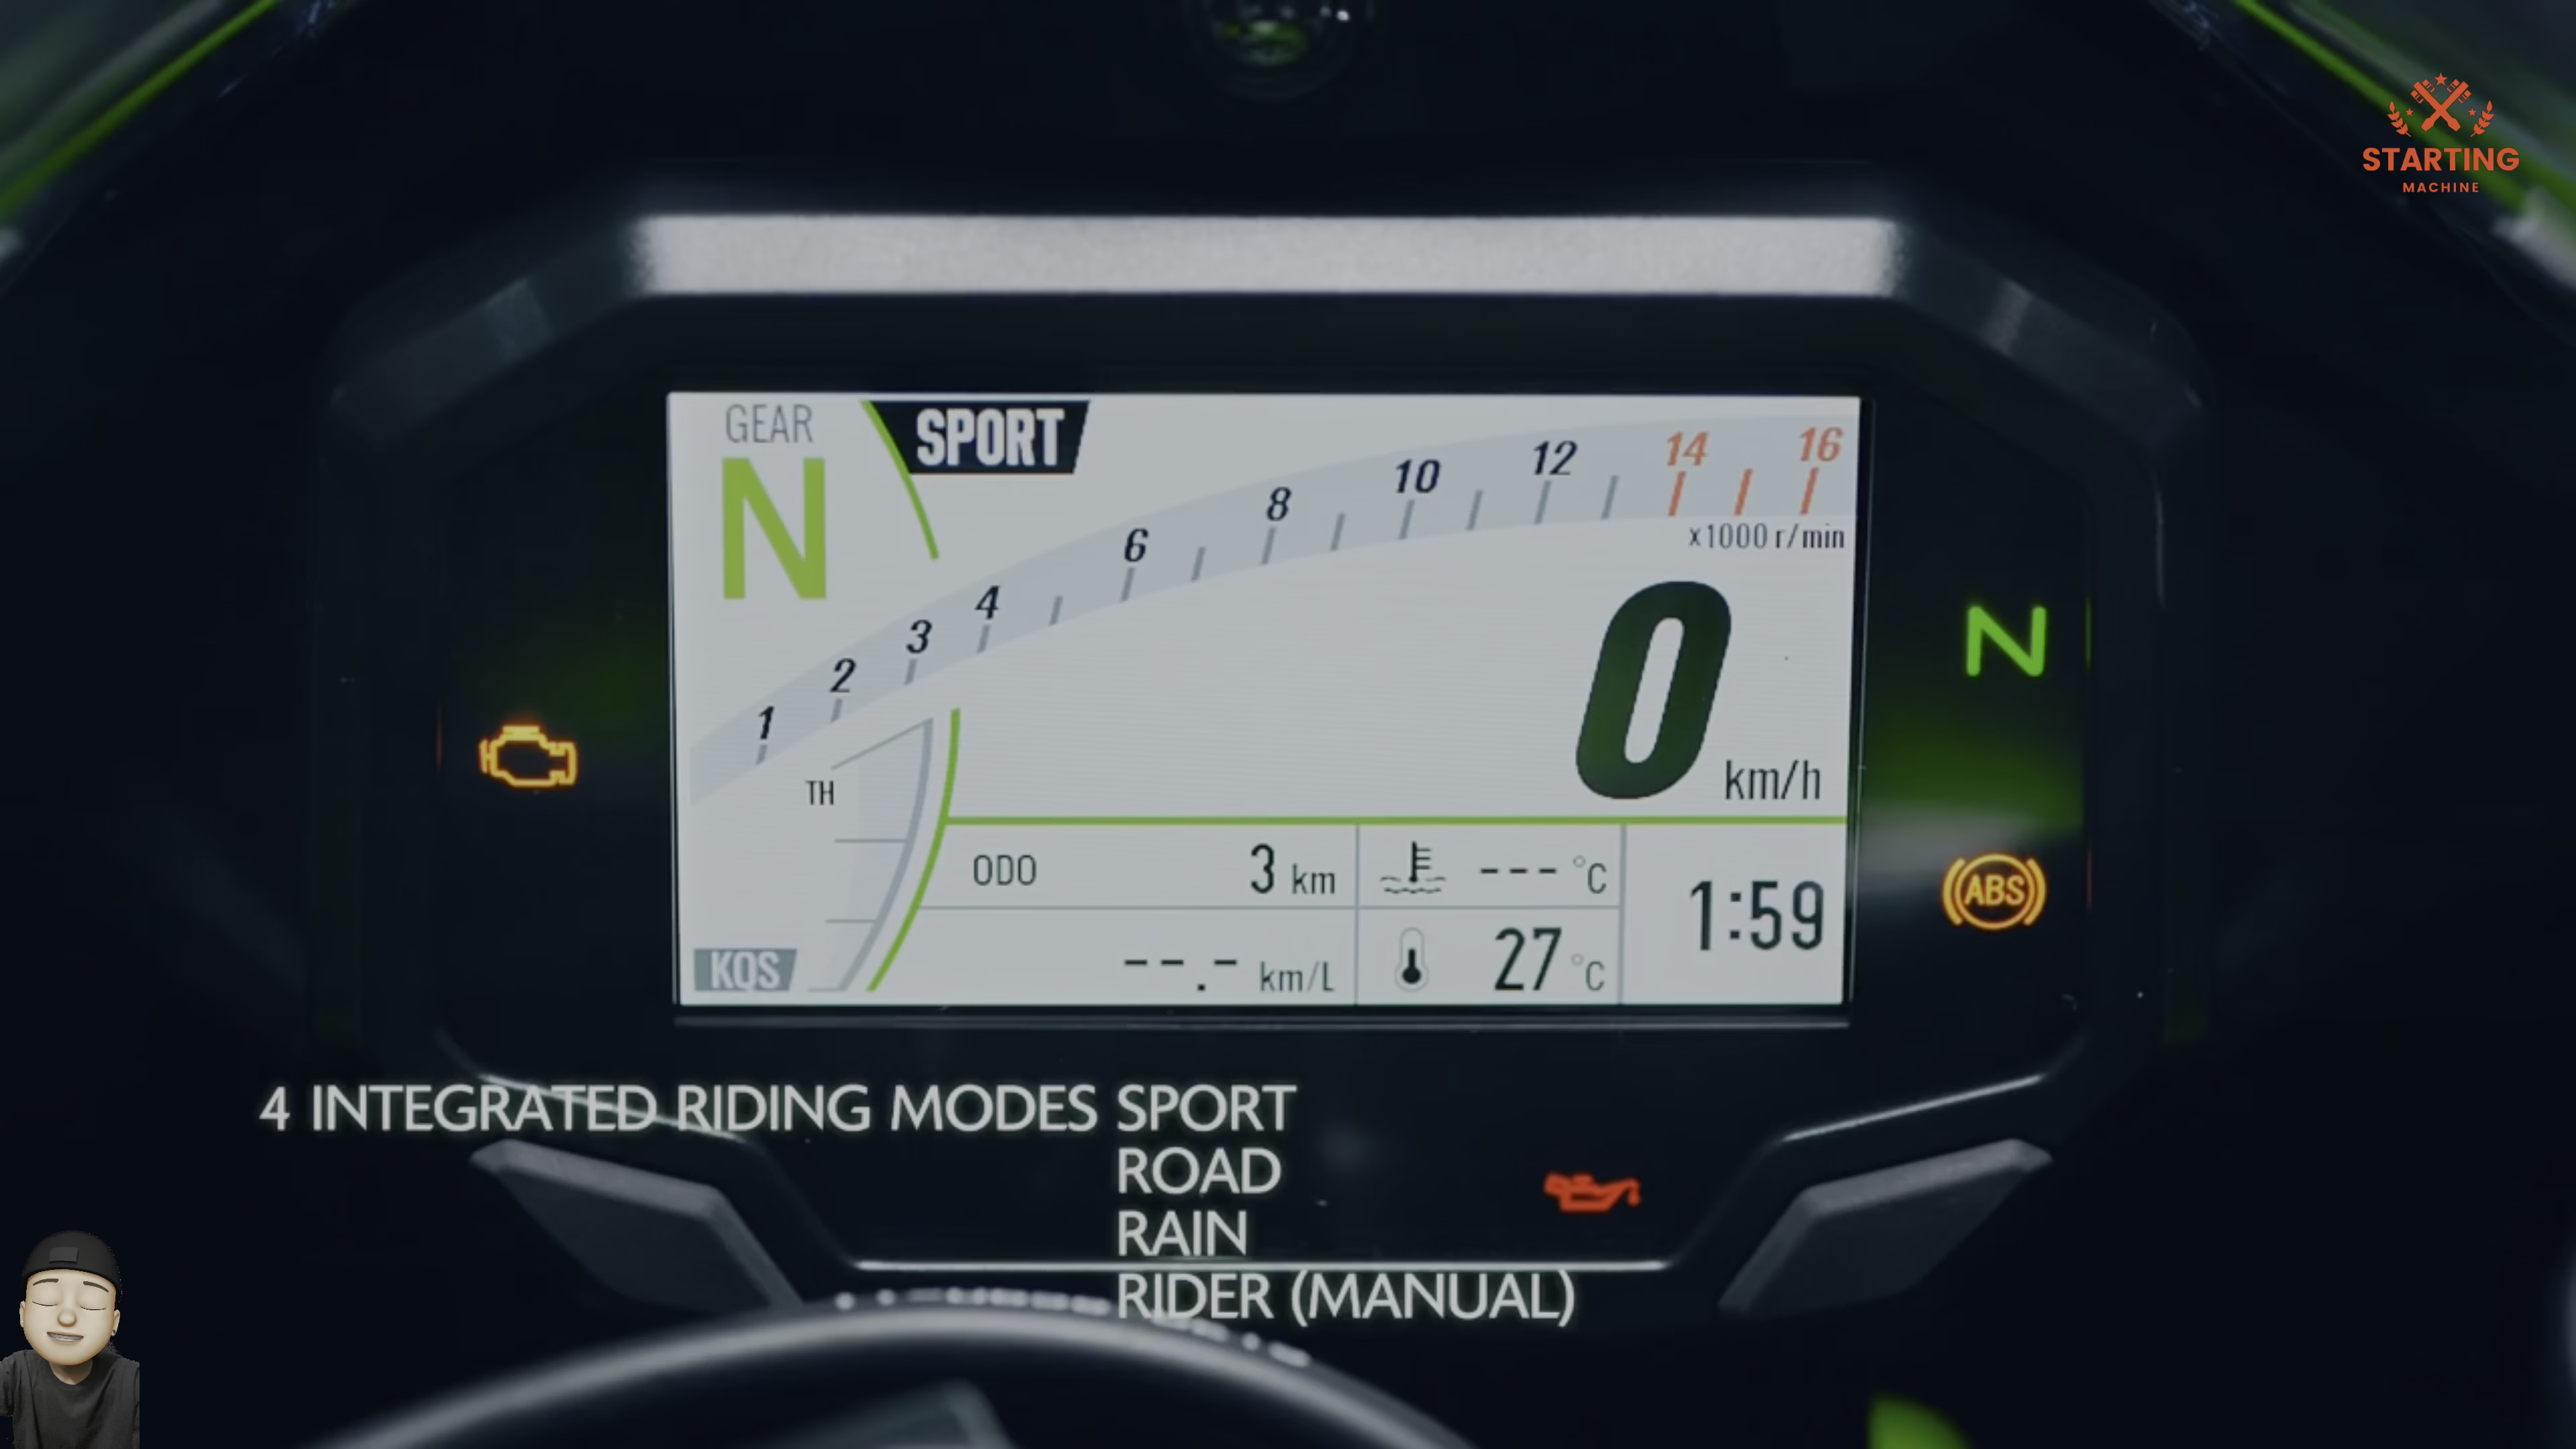 STARTING
MACHINE
GEAR
SPORT
N
1 2 3 4 6 8 10 12 14 16
x1000 r/min
N
0 km/h
TH
ODO 3 km
--- °C
1:59
ABS
KQS
--.- km/L
27 °C
4 INTEGRATED RIDING MODES SPORT
ROAD
RAIN
RIDER (MANUAL)